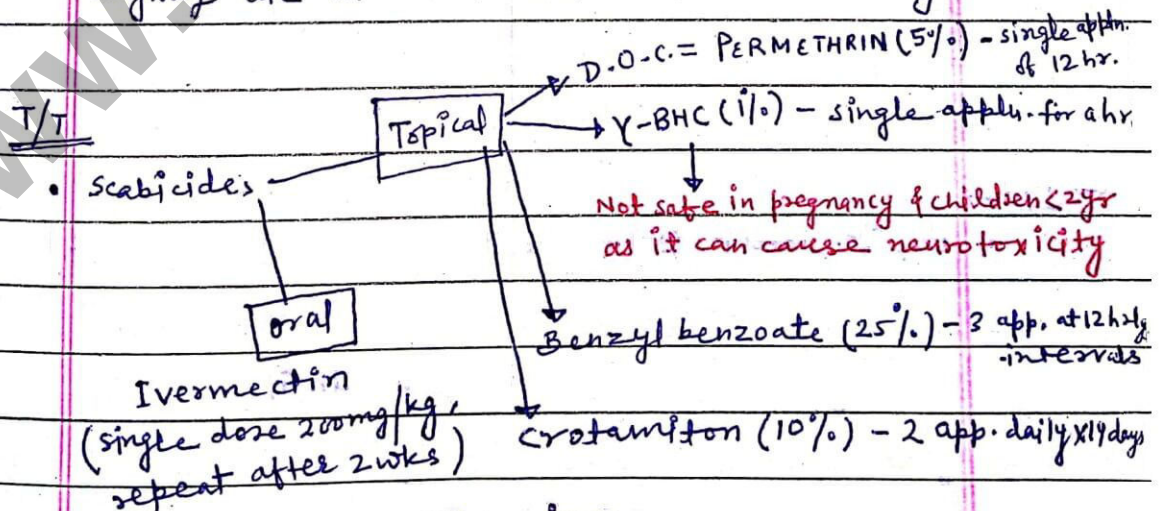 D.O.C. = PERMETHRIN (5%) - single appln.
of 12 hr.
T/T
Topical
γ-BHC (1%) - single appln. for a hr.
• Scabicides
Not safe in pregnancy & children <2yr
as it can cause neurotoxicity
oral
Benzyl benzoate (25%) - 3 app. at 12 hrly
intervals
Ivermectin
(single dose 200mg/kg,
repeat after 2wks)
Crotamiton (10%) - 2 app. daily x14 days
www.